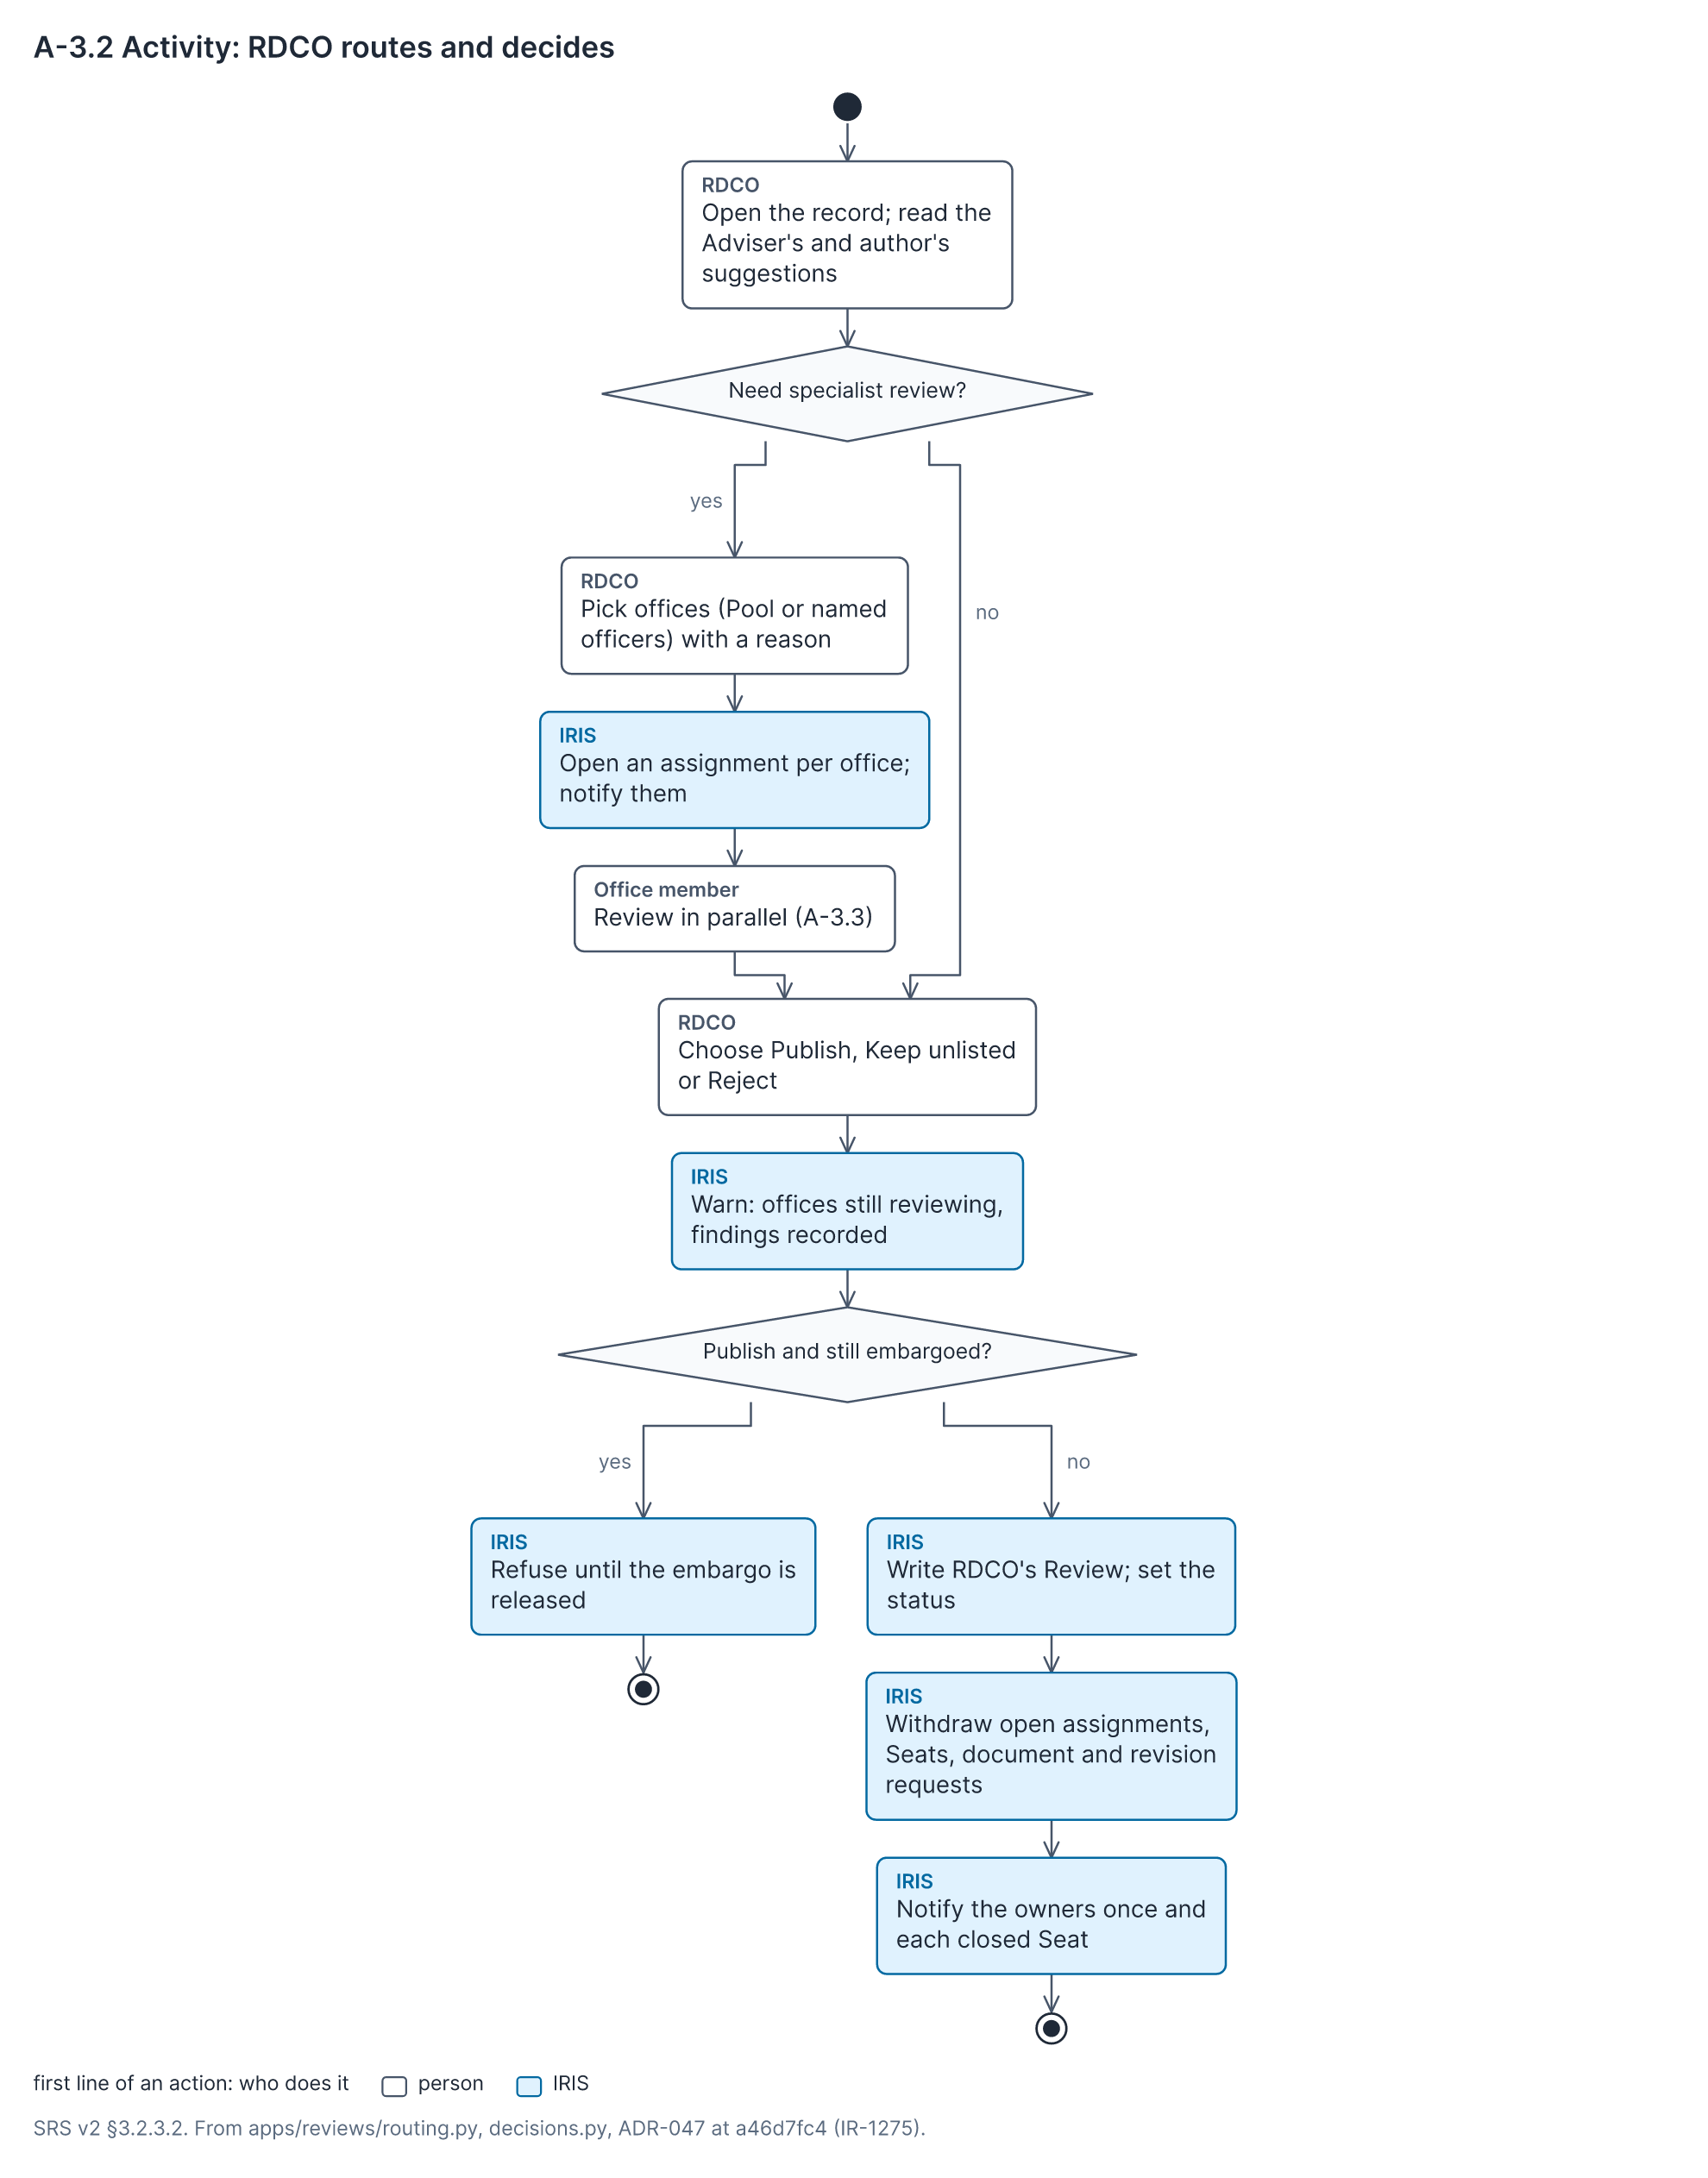 A-3.2 Activity: RDCO routes and decides
RDCO
Open the record; read the
Adviser's and author's
suggestions
Need specialist review?
yes
no
RDCO
Pick offices (Pool or named
officers) with a reason
IRIS
Open an assignment per office;
notify them
Office member
Review in parallel (A-3.3)
RDCO
Choose Publish, Keep unlisted
or Reject
IRIS
Warn: offices still reviewing,
findings recorded
Publish and still embargoed?
yes
no
IRIS
Refuse until the embargo is
released
IRIS
Write RDCO's Review; set the
status
IRIS
Withdraw open assignments,
Seats, document and revision
requests
IRIS
Notify the owners once and
each closed Seat
first line of an action: who does it person IRIS
SRS v2 §3.2.3.2. From apps/reviews/routing.py, decisions.py, ADR-047 at a46d7fc4 (IR-1275).